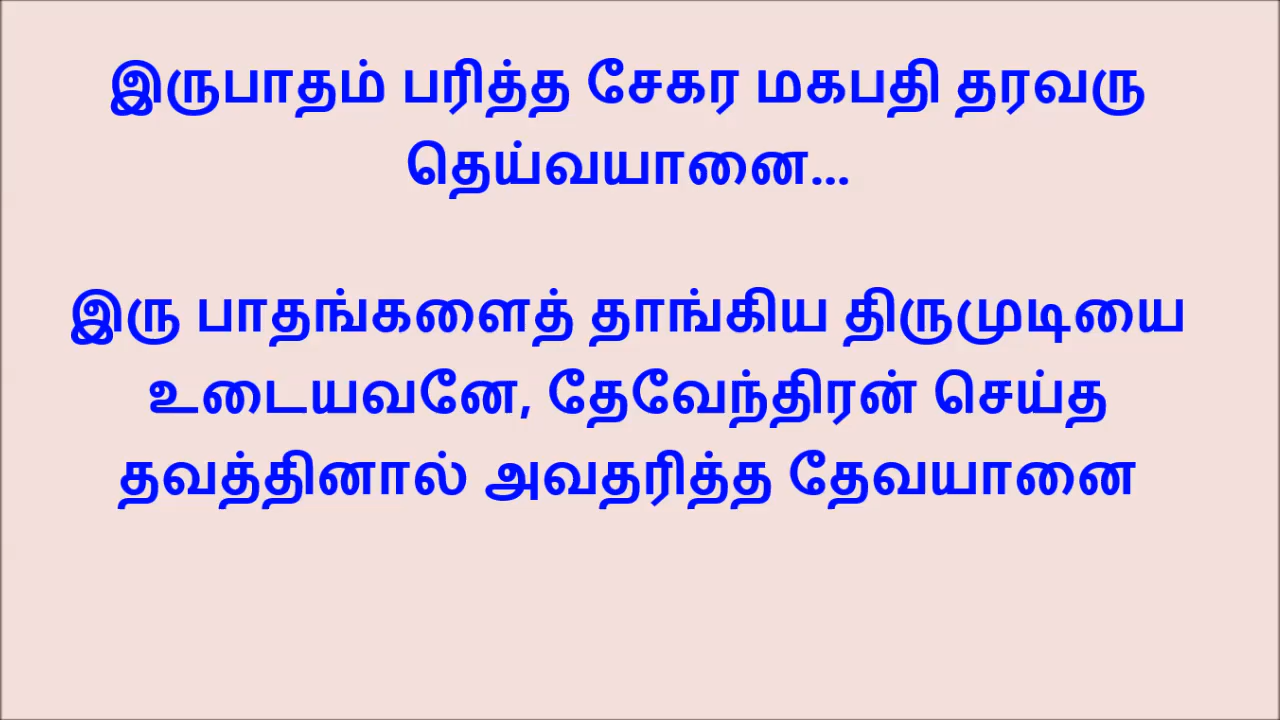 இருபாதம் பரித்த சேகர மகபதி தரவரு
தெய்வயானை...
இரு பாதங்களைத் தாங்கிய திருமுடியை
உடையவனே, தேவேந்திரன் செய்த
தவத்தினால் அவதரித்த தேவயானை